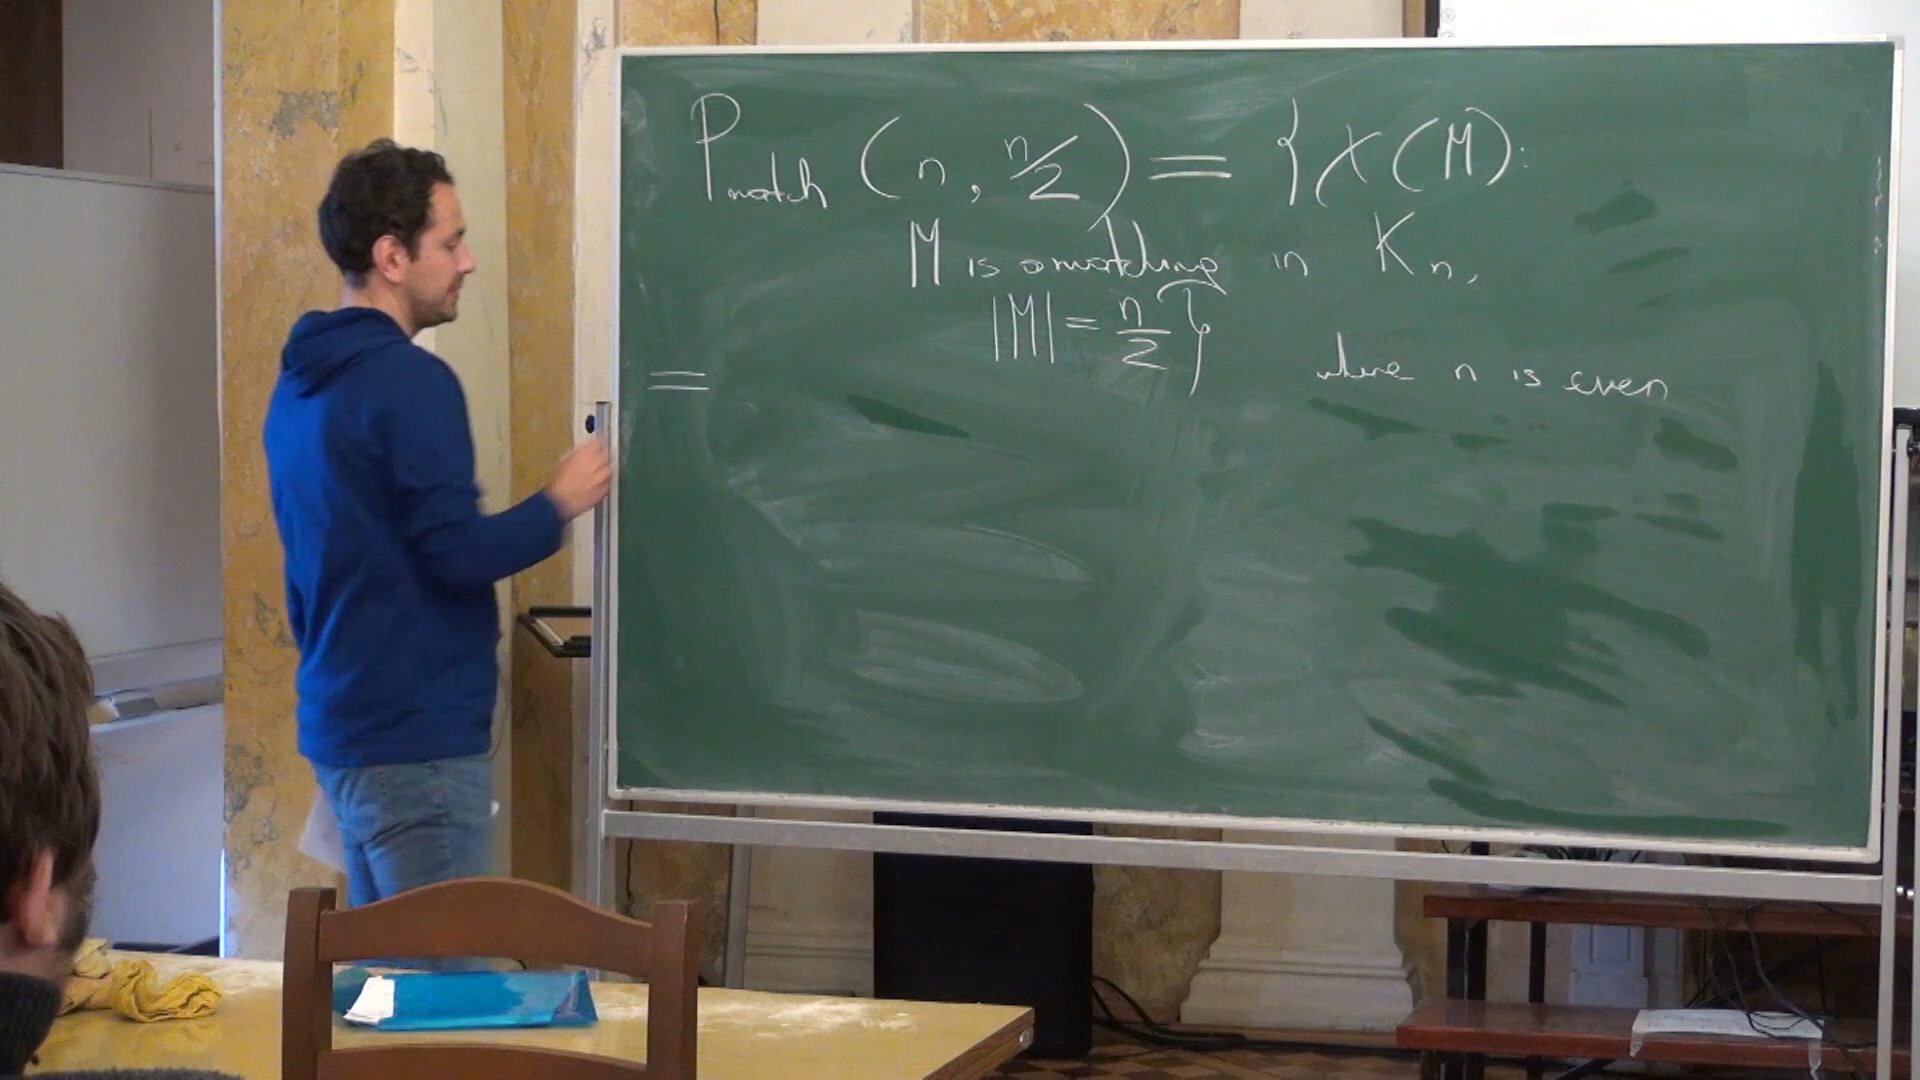 P_match (n, n/2) = { χ(M):
M is a matching in K_n,
|M| = n/2 }
where n is even
=